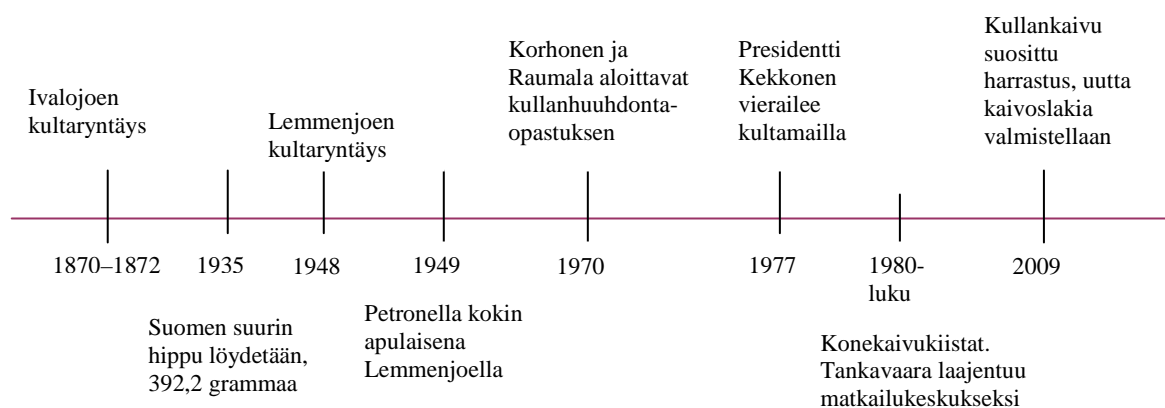 Ivalojoen
kultaryntäys
Lemmenjoen
kultaryntäys
Korhonen ja
Raumala aloittavat
kullanhuuhdonta-
opastuksen
Presidentti
Kekkonen
vierailee
kultamailla
Kullankaivu
suosittu
harrastus, uutta
kaivoslakia
valmistellaan
1870–1872
1935
1948
1949
1970
1977
1980-
luku
2009
Suomen suurin
hippu löydetään,
392,2 grammaa
Petronella kokin
apulaisena
Lemmenjoella
Konekaivukiistat.
Tankavaara laajentuu
matkailukeskukseksi